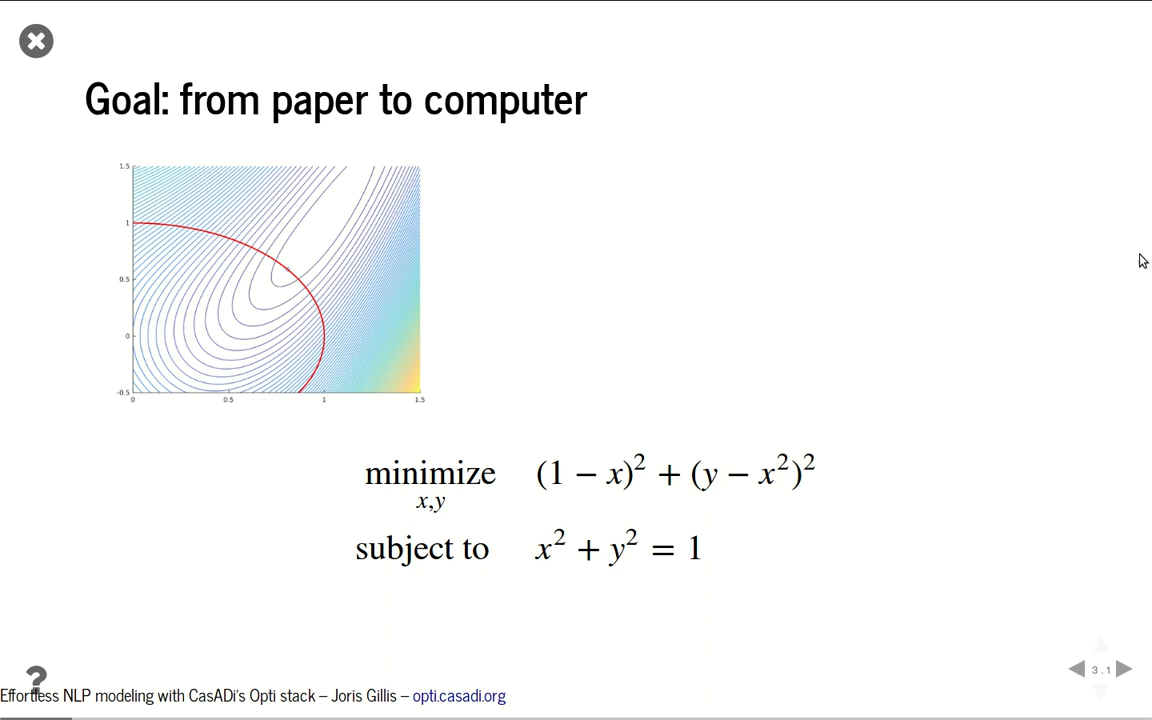 Goal: from paper to computer
1.5
1
0.5
0
-0.5
0 0.5 1 1.5
minimize (1 − x)² + (y − x²)²
x,y
subject to x² + y² = 1
?
3.1
Effortless NLP modeling with CasADi's Opti stack – Joris Gillis – opti.casadi.org